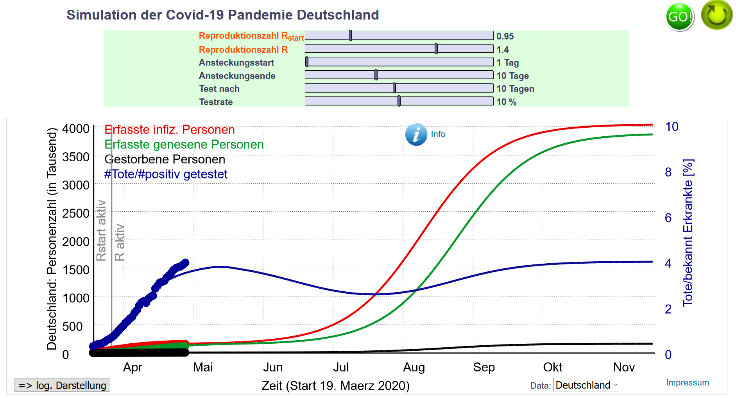 Simulation der Covid-19 Pandemie Deutschland
GO!
Reproduktionszahl RStart 0.95
Reproduktionszahl R 1.4
Ansteckungsstart 1 Tag
Ansteckungsende 10 Tage
Test nach 10 Tagen
Testrate 10 %
Erfasste infiz. Personen
Erfasste genesene Personen
Gestorbene Personen
#Tote/#positiv getestet
i Info
Rstart aktiv
R aktiv
Deutschland: Personenzahl (in Tausend)
4000
3500
3000
2500
2000
1500
1000
500
0
10
8
6
4
2
0
Tote/bekannt Erkrankte [%]
Apr Mai Jun Jul Aug Sep Okt Nov
=> log. Darstellung
Zeit (Start 19. Maerz 2020)
Data: Deutschland
Impressum